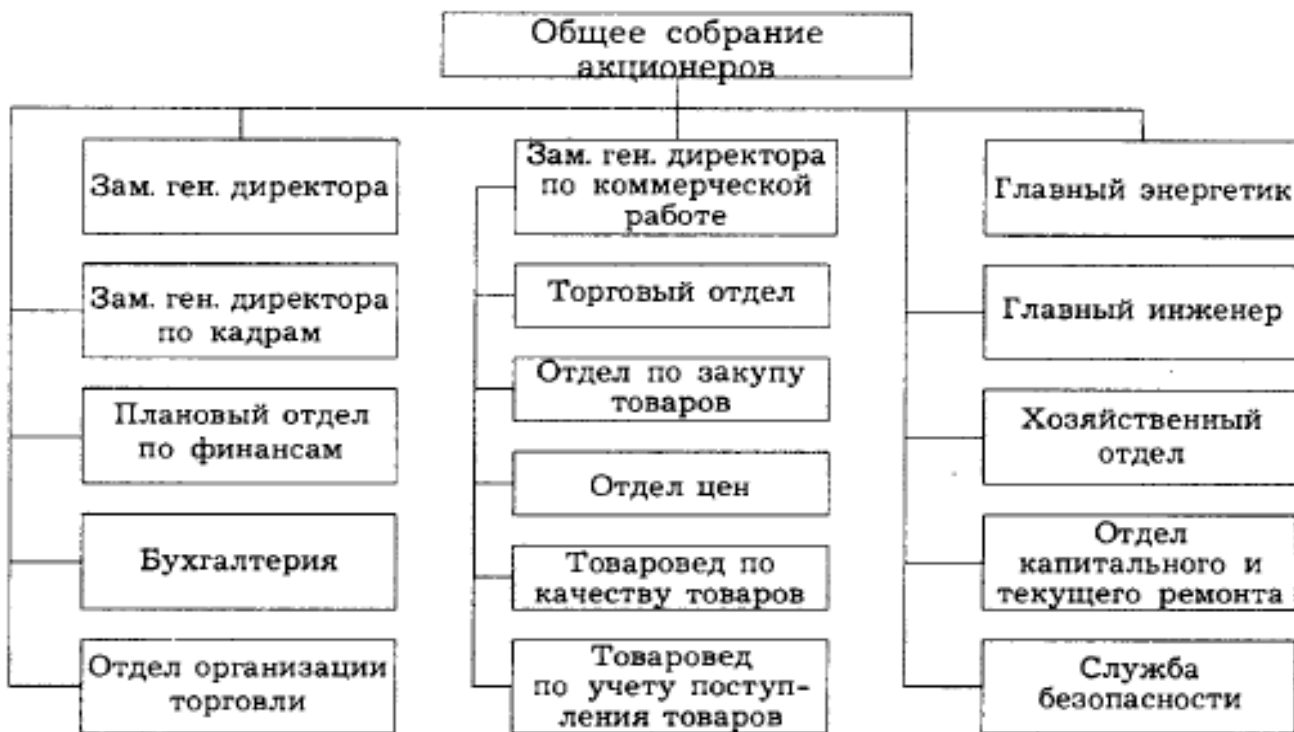 Общее собрание
акционеров
Зам. ген. директора
Зам. ген. директора
по кадрам
Плановый отдел
по финансам
Бухгалтерия
Отдел организации
торговли
Зам. ген. директора
по коммерческой
работе
Торговый отдел
Отдел по закупу
товаров
Отдел цен
Товаровед по
качеству товаров
Товаровед
по учету поступ-
ления товаров
Главный энергетик
Главный инженер
Хозяйственный
отдел
Отдел
капитального и
текущего ремонта
Служба
безопасности